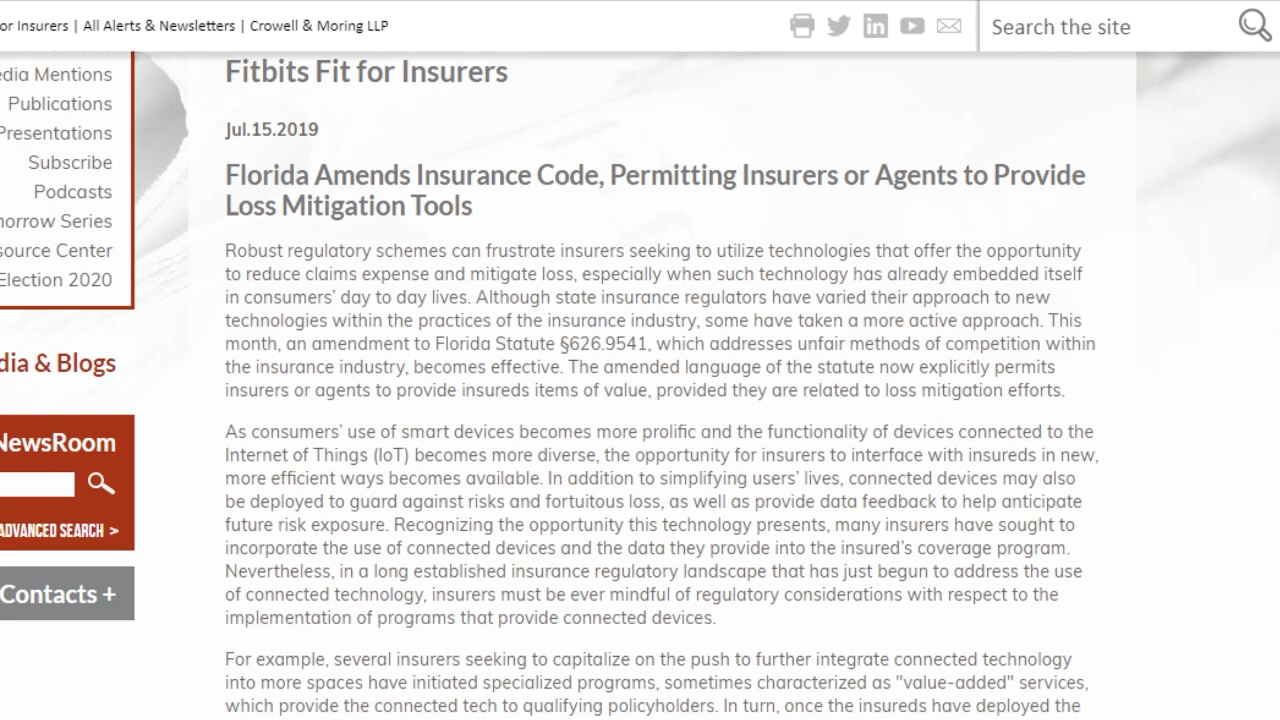 or Insurers | All Alerts & Newsletters | Crowell & Moring LLP
Search the site
edia Mentions
Publications
Presentations
Subscribe
Podcasts
morrow Series
source Center
Election 2020
dia & Blogs
NewsRoom
ADVANCED SEARCH >
Contacts +
Fitbits Fit for Insurers
Jul.15.2019
Florida Amends Insurance Code, Permitting Insurers or Agents to Provide
Loss Mitigation Tools
Robust regulatory schemes can frustrate insurers seeking to utilize technologies that offer the opportunity
to reduce claims expense and mitigate loss, especially when such technology has already embedded itself
in consumers’ day to day lives. Although state insurance regulators have varied their approach to new
technologies within the practices of the insurance industry, some have taken a more active approach. This
month, an amendment to Florida Statute §626.9541, which addresses unfair methods of competition within
the insurance industry, becomes effective. The amended language of the statute now explicitly permits
insurers or agents to provide insureds items of value, provided they are related to loss mitigation efforts.
As consumers’ use of smart devices becomes more prolific and the functionality of devices connected to the
Internet of Things (IoT) becomes more diverse, the opportunity for insurers to interface with insureds in new,
more efficient ways becomes available. In addition to simplifying users’ lives, connected devices may also
be deployed to guard against risks and fortuitous loss, as well as provide data feedback to help anticipate
future risk exposure. Recognizing the opportunity this technology presents, many insurers have sought to
incorporate the use of connected devices and the data they provide into the insured’s coverage program.
Nevertheless, in a long established insurance regulatory landscape that has just begun to address the use
of connected technology, insurers must be ever mindful of regulatory considerations with respect to the
implementation of programs that provide connected devices.
For example, several insurers seeking to capitalize on the push to further integrate connected technology
into more spaces have initiated specialized programs, sometimes characterized as "value-added" services,
which provide the connected tech to qualifying policyholders. In turn, once the insureds have deployed the